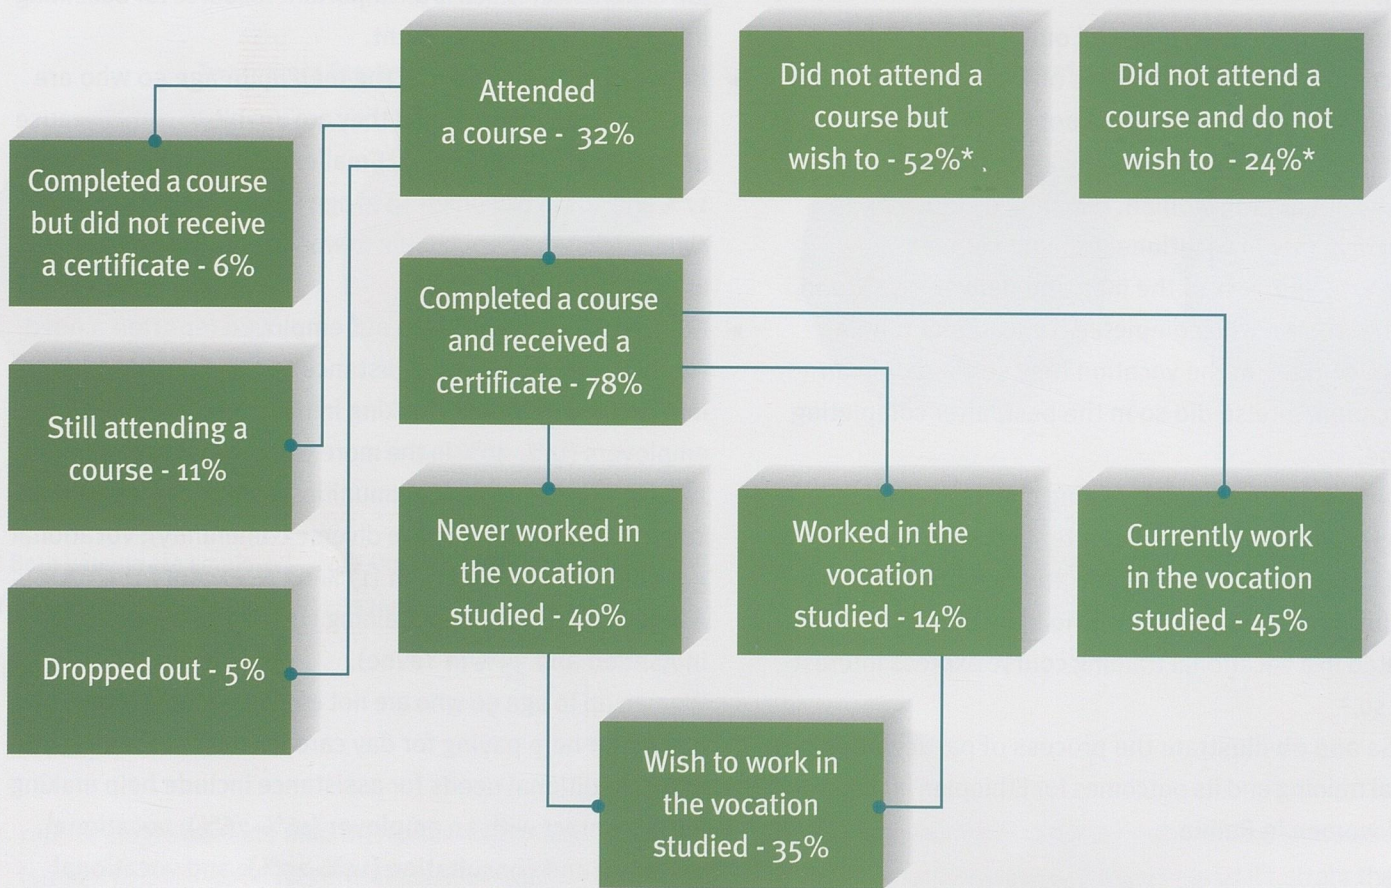 Attended
a course - 32%
Did not attend a
course but
wish to - 52%*
Did not attend a
course and do not
wish to - 24%*
Completed a course
but did not receive
a certificate - 6%
Completed a course
and received a
certificate - 78%
Still attending a
course - 11%
Never worked in
the vocation
studied - 40%
Worked in the
vocation
studied - 14%
Currently work
in the vocation
studied - 45%
Dropped out - 5%
Wish to work in
the vocation
studied - 35%